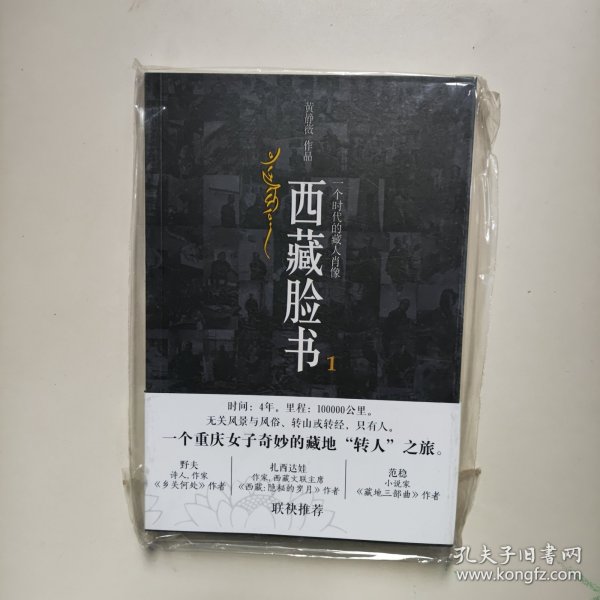 黄静薇 作品
一个时代的藏人肖像
西藏脸书
1
时间：4年。里程：100000公里。
无关风景与风俗、转山或转经，只有人。
一个重庆女子奇妙的藏地“转人”之旅。
野夫
诗人，作家
《乡关何处》作者
扎西达娃
作家，西藏文联主席
《西藏：隐秘的岁月》作者
范稳
小说家
《藏地三部曲》作者
联袂推荐
孔夫子旧书网
www.kongfz.com